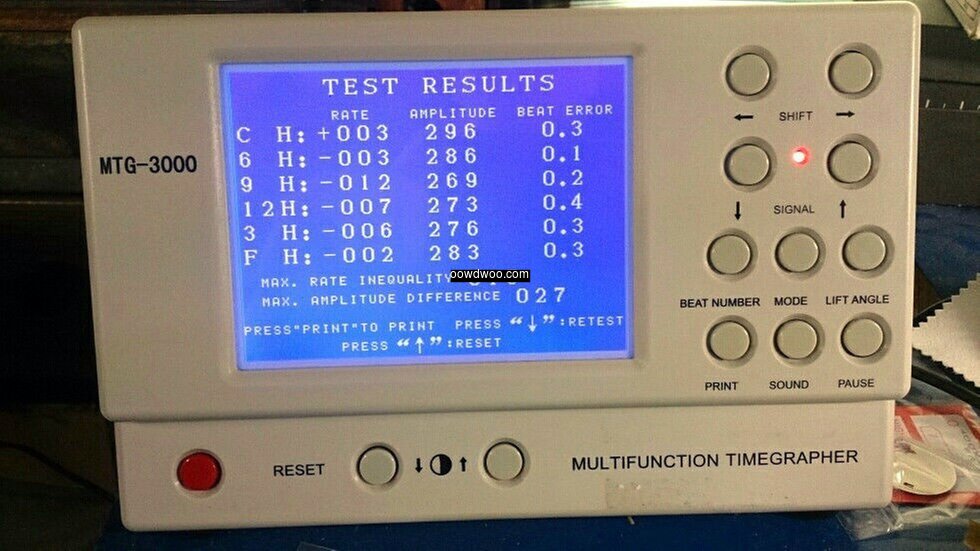 TEST RESULTS
RATE AMPLITUDE BEAT ERROR
C H:+003 296 0.3
6 H:-003 286 0.1
9 H:-012 269 0.2
12H:-007 273 0.4
3 H:-006 276 0.3
F H:-002 283 0.3
MAX. RATE INEQUALITY
oowdwoo.com
MAX. AMPLITUDE DIFFERENCE 027
PRESS"PRINT"TO PRINT PRESS “↓”:RETEST
PRESS “↑”:RESET
MTG-3000
← SHIFT →
↓ SIGNAL ↑
BEAT NUMBER MODE LIFT ANGLE
PRINT SOUND PAUSE
RESET ↓ ↑ MULTIFUNCTION TIMEGRAPHER